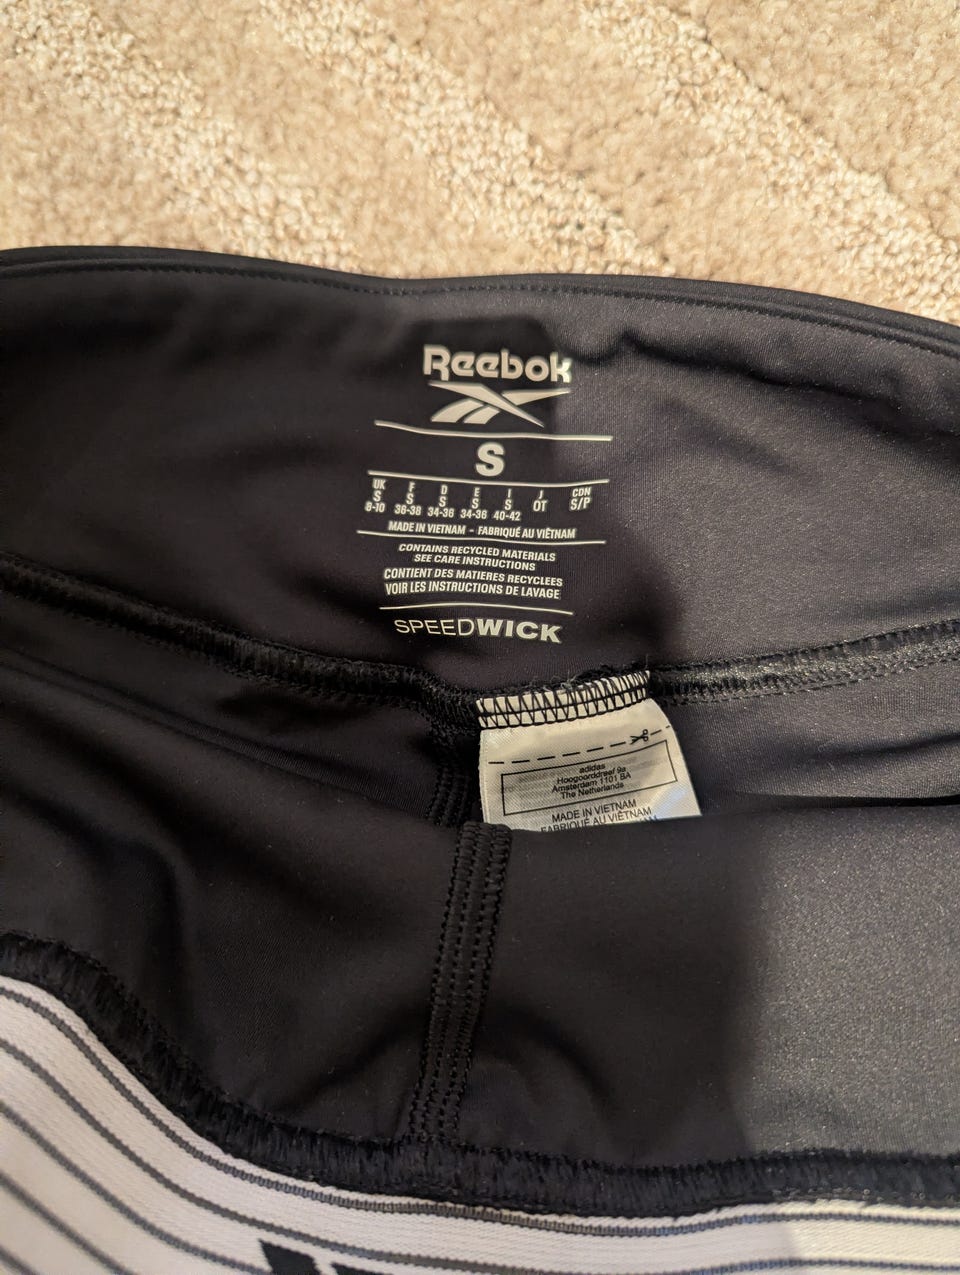 Reebok
S
UK F D E I J CDN
S S S S S OT S/P
8-10 36-38 34-36 34-36 40-42
MADE IN VIETNAM - FABRIQUÉ AU VIÊTNAM
CONTAINS RECYCLED MATERIALS
SEE CARE INSTRUCTIONS
CONTIENT DES MATIERES RECYCLEES
VOIR LES INSTRUCTIONS DE LAVAGE
SPEEDWICK
adidas
Hoogoorddreef 9a
Amsterdam 1101 BA
The Netherlands
MADE IN VIETNAM
FABRIQUÉ AU VIÊTNAM